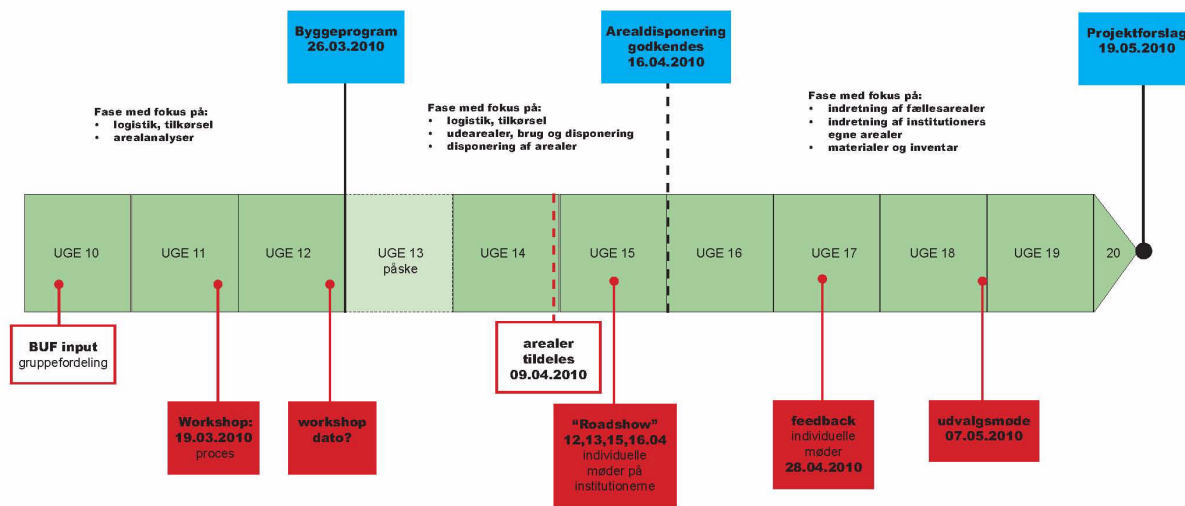 Byggeprogram
26.03.2010
Arealdisponering
godkendes
16.04.2010
Projektforslag
19.05.2010
Fase med fokus på:
• logistik, tilkørsel
• arealanalyser
Fase med fokus på:
• logistik, tilkørsel
• udearealer, brug og disponering
• disponering af arealer
Fase med fokus på:
• indretning af fællesarealer
• indretning af institutioners
egne arealer
• materialer og inventar
UGE 10
UGE 11
UGE 12
UGE 13
påske
UGE 14
UGE 15
UGE 16
UGE 17
UGE 18
UGE 19
20
BUF input
gruppefordeling
Workshop:
19.03.2010
proces
workshop
dato?
arealer
tildeles
09.04.2010
“Roadshow”
12,13,15,16.04
individuelle
møder på
institutionerne
feedback
individuelle
møder
28.04.2010
udvalgsmøde
07.05.2010